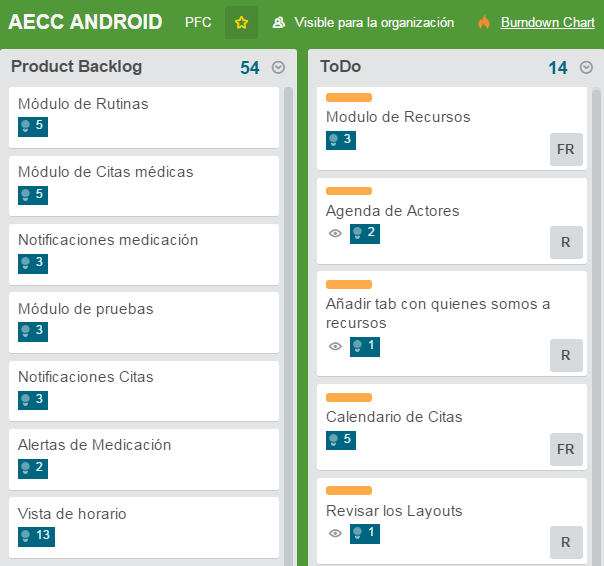 AECC ANDROID PFC Visible para la organización Burndown Chart
Product Backlog 54
Módulo de Rutinas
5
Módulo de Citas médicas
5
Notificaciones medicación
3
Módulo de pruebas
3
Notificaciones Citas
3
Alertas de Medicación
2
Vista de horario
13
ToDo 14
Modulo de Recursos
3
FR
Agenda de Actores
2
R
Añadir tab con quienes somos a
recursos
1
R
Calendario de Citas
5
FR
Revisar los Layouts
1
R